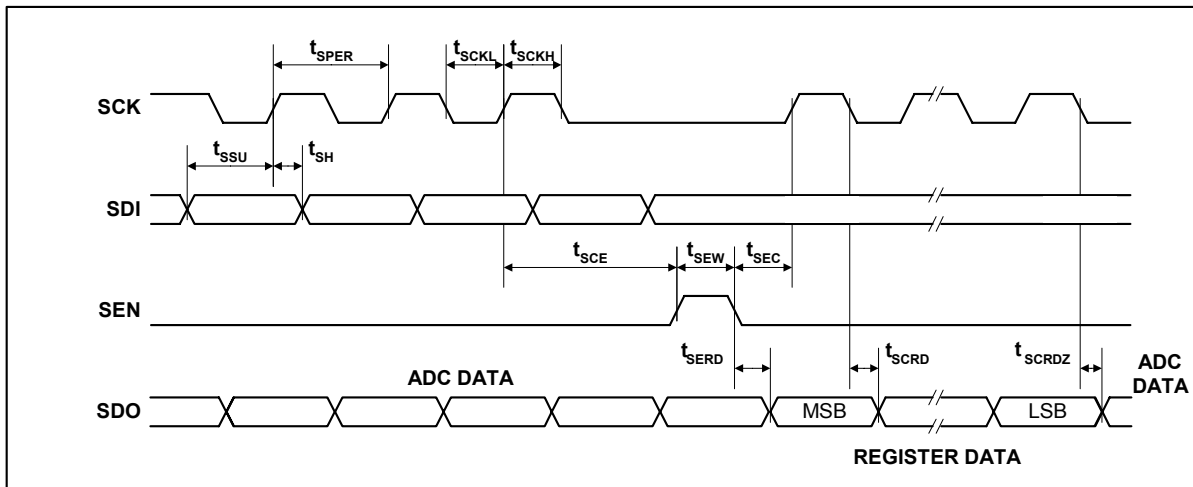 tSPER tSCKL tSCKH
SCK
tSSU tSH
SDI
tSCE tSEW tSEC
SEN
tSERD tSCRD tSCRDZ
ADC DATA
ADC DATA
SDO MSB LSB
REGISTER DATA